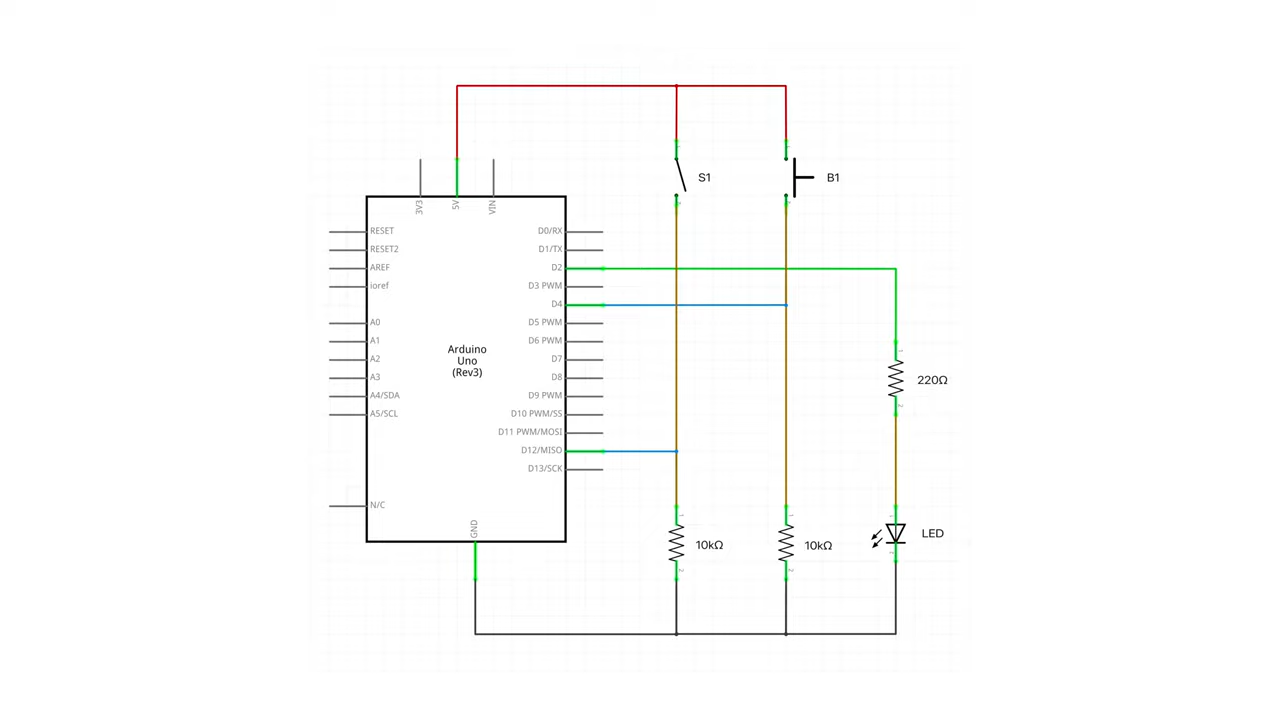 S1
B1
3V3
5V
VIN
RESET
RESET2
AREF
ioref
A0
A1
A2
A3
A4/SDA
A5/SCL
N/C
D0/RX
D1/TX
D2
D3 PWM
D4
D5 PWM
D6 PWM
D7
D8
D9 PWM
D10 PWM/SS
D11 PWM/MOSI
D12/MISO
D13/SCK
Arduino
Uno
(Rev3)
GND
220Ω
10kΩ
10kΩ
LED